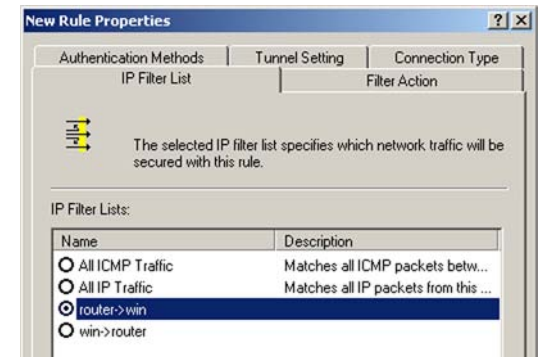 New Rule Properties
Authentication Methods Tunnel Setting Connection Type
IP Filter List Filter Action
The selected IP filter list specifies which network traffic will be
secured with this rule.
IP Filter Lists:
Name Description
All ICMP Traffic Matches all ICMP packets betw...
All IP Traffic Matches all IP packets from this ...
router->win
win->router